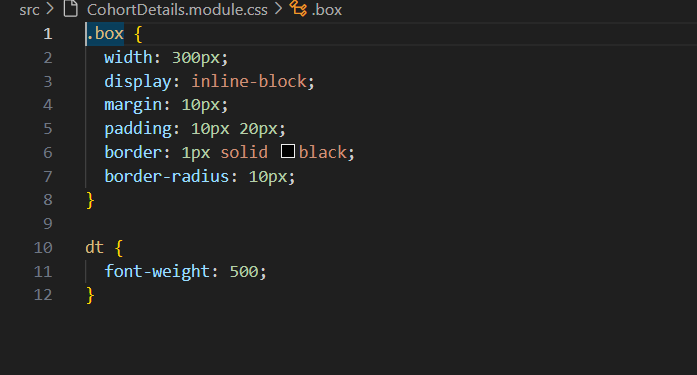 src > CohortDetails.module.css > .box
1 .box {
2 width: 300px;
3 display: inline-block;
4 margin: 10px;
5 padding: 10px 20px;
6 border: 1px solid black;
7 border-radius: 10px;
8 }
9
10 dt {
11 font-weight: 500;
12 }